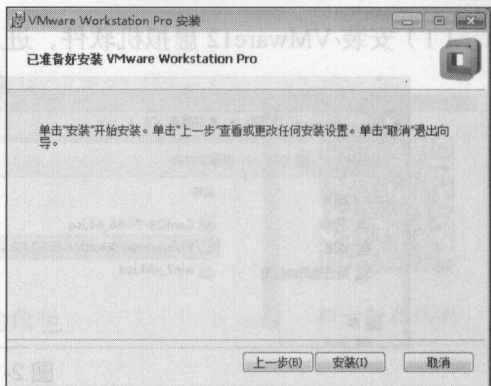 VMware Workstation Pro 安装
已准备好安装 VMware Workstation Pro
单击"安装"开始安装。单击"上一步"查看或更改任何安装设置。单击"取消"退出向
导。
上一步(B) 安装(I) 取消